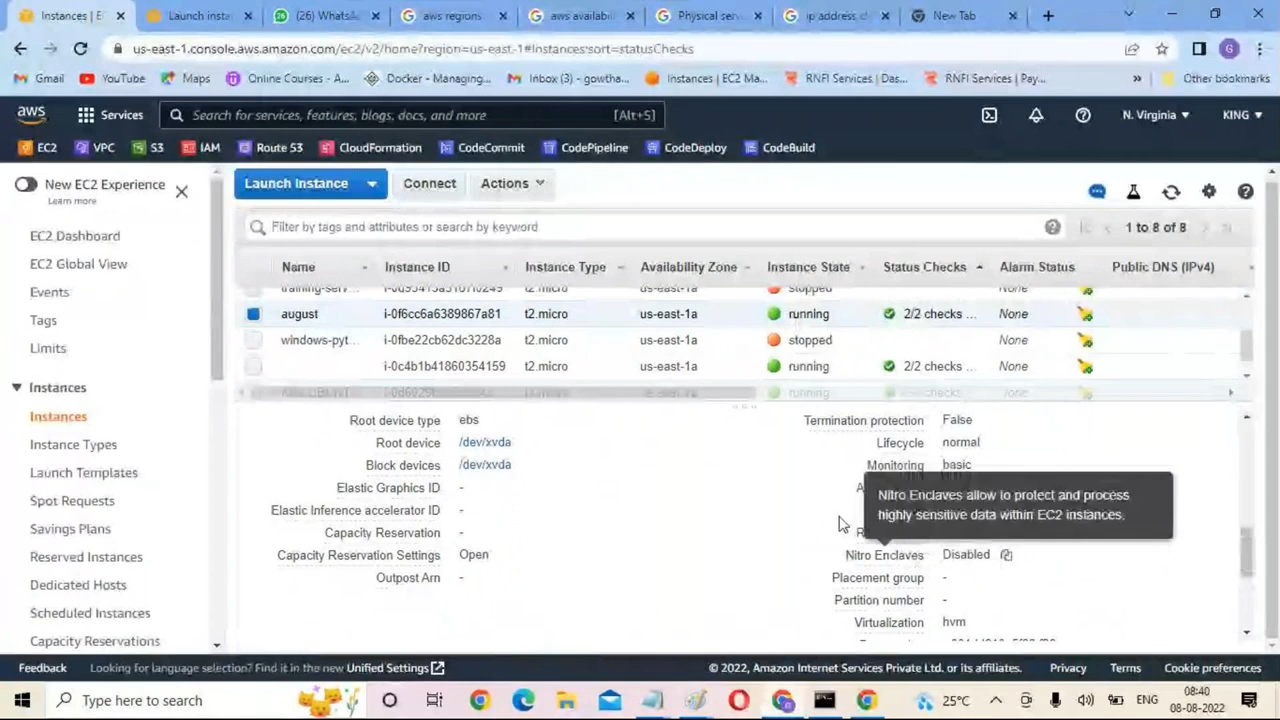 Instances | E
Launch insta
(26) WhatsA
aws regions
aws availabi
Physical serv
ip address cl
New Tab
us-east-1.console.aws.amazon.com/ec2/v2/home?region=us-east-1#Instances:sort=statusChecks
G
Gmail
YouTube
Maps
Online Courses - A...
Docker - Managing...
Inbox (3) - gowtha...
Instances | EC2 Ma...
RNFI Services | Das...
RNFI Services | Pay...
»
Other bookmarks
aws
Services
Search for services, features, blogs, docs, and more
[Alt+S]
N. Virginia
KING
EC2
VPC
S3
IAM
Route 53
CloudFormation
CodeCommit
CodePipeline
CodeDeploy
CodeBuild
New EC2 Experience
Learn more
EC2 Dashboard
EC2 Global View
Events
Tags
Limits
Instances
Instances
Instance Types
Launch Templates
Spot Requests
Savings Plans
Reserved Instances
Dedicated Hosts
Scheduled Instances
Capacity Reservations
Launch Instance
Connect
Actions
Filter by tags and attributes or search by keyword
1 to 8 of 8
Name Instance ID Instance Type Availability Zone Instance State Status Checks Alarm Status Public DNS (IPv4)
training-serv... t2.micro us-east-1a stopped None
august i-0f6cc6a6389867a81 t2.micro us-east-1a running 2/2 checks ... None
windows-pyt... i-0fbe22cb62dc3228a t2.micro us-east-1a stopped None
i-0c4b1b41860354159 t2.micro us-east-1a running 2/2 checks ... None
t2.micro us-east-1a running 2/2 checks ... None
Root device type ebs
Root device /dev/xvda
Block devices /dev/xvda
Elastic Graphics ID -
Elastic Inference accelerator ID -
Capacity Reservation -
Capacity Reservation Settings Open
Outpost Arn -
Termination protection False
Lifecycle normal
Monitoring basic
Nitro Enclaves allow to protect and process
highly sensitive data within EC2 instances.
Nitro Enclaves Disabled
Placement group -
Partition number -
Virtualization hvm
Feedback
Looking for language selection? Find it in the new Unified Settings
© 2022, Amazon Internet Services Private Ltd. or its affiliates.
Privacy
Terms
Cookie preferences
Type here to search
25°C
ENG
08:40
08-08-2022